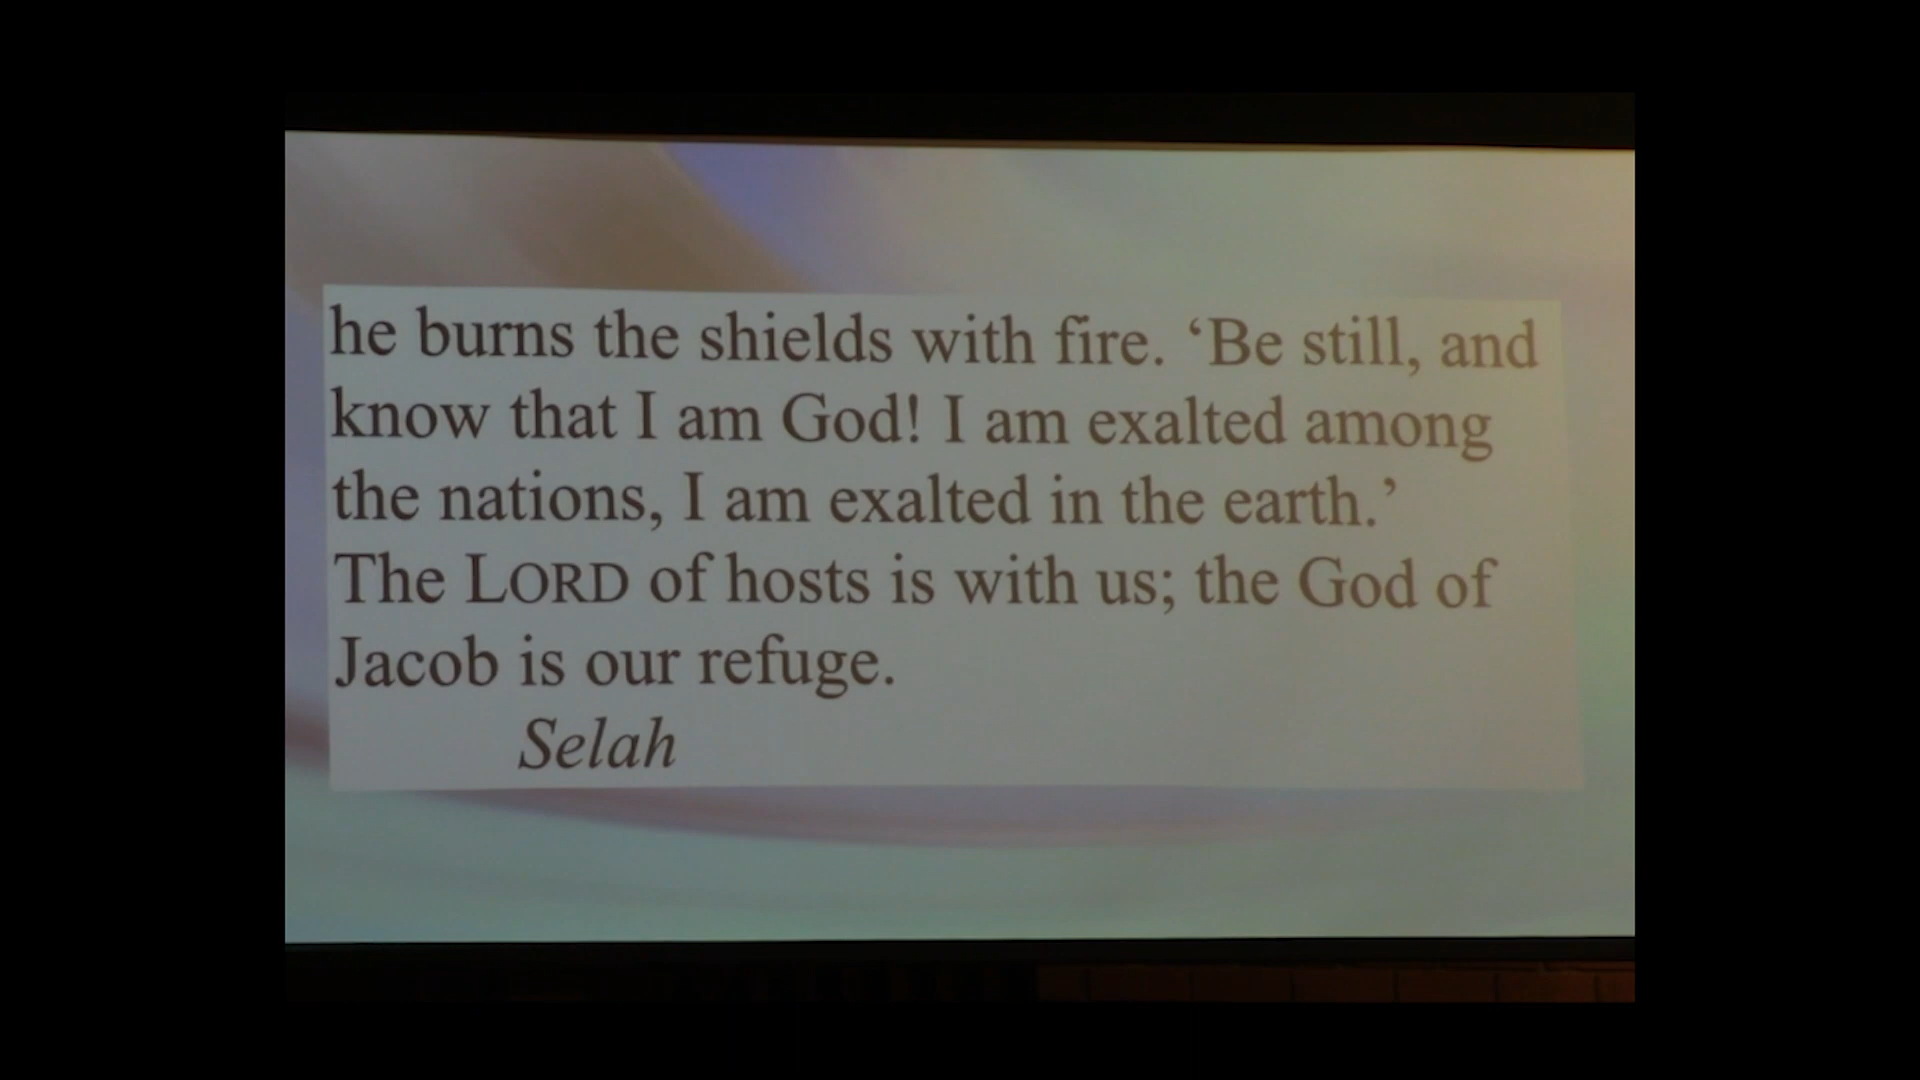 he burns the shields with fire. ‘Be still, and
know that I am God! I am exalted among
the nations, I am exalted in the earth.’
The LORD of hosts is with us; the God of
Jacob is our refuge.
Selah